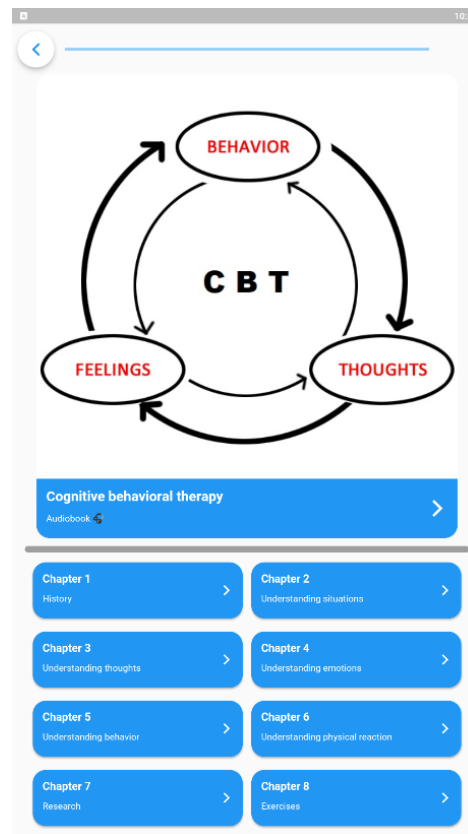 10:
BEHAVIOR
C B T
FEELINGS
THOUGHTS
Cognitive behavioral therapy
Audiobook
Chapter 1
History
Chapter 2
Understanding situations
Chapter 3
Understanding thoughts
Chapter 4
Understanding emotions
Chapter 5
Understanding behavior
Chapter 6
Understanding physical reaction
Chapter 7
Research
Chapter 8
Exercises